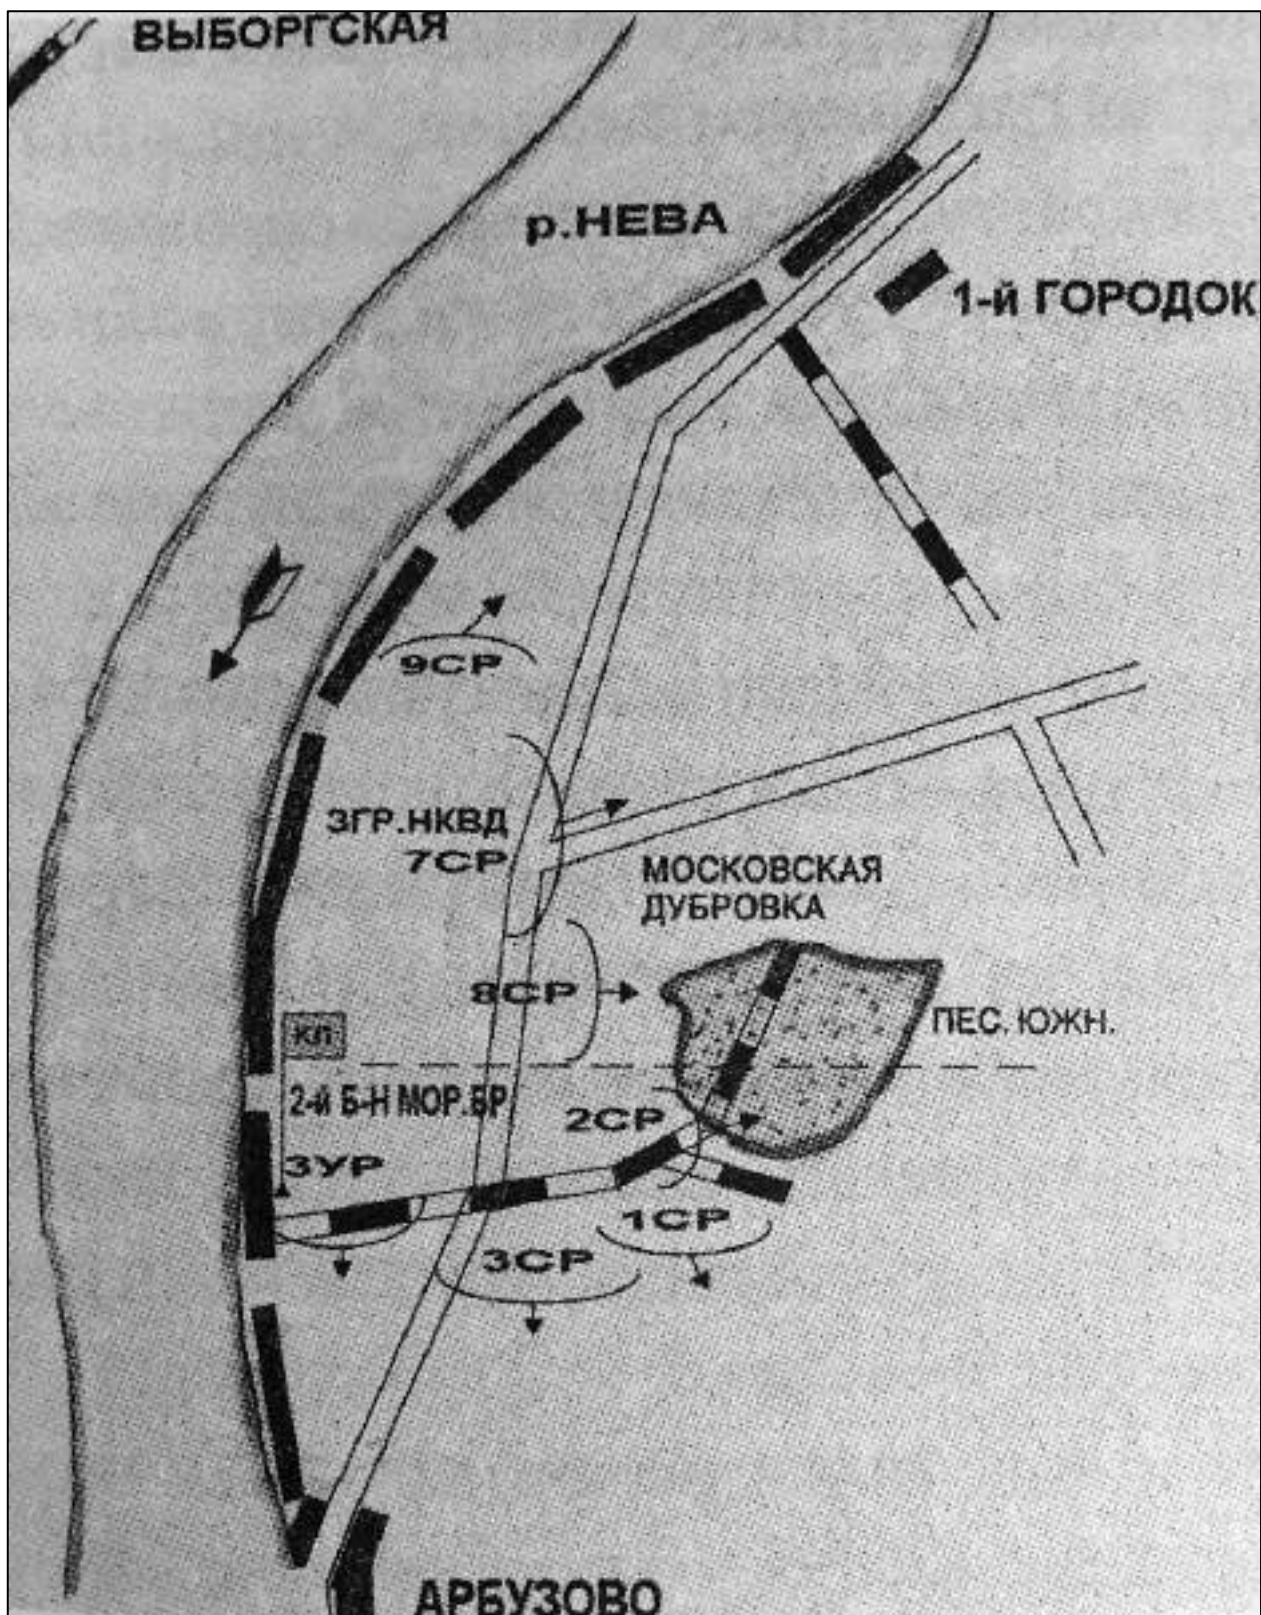 ВЫБОРГСКАЯ
р.НЕВА
1-й ГОРОДОК
9СР
3ГР.НКВД
7СР
МОСКОВСКАЯ
ДУБРОВКА
8СР
ПЕС. ЮЖН.
КП
2-й Б-Н МОР.БР
2СР
3УР
1СР
3СР
АРБУЗОВО